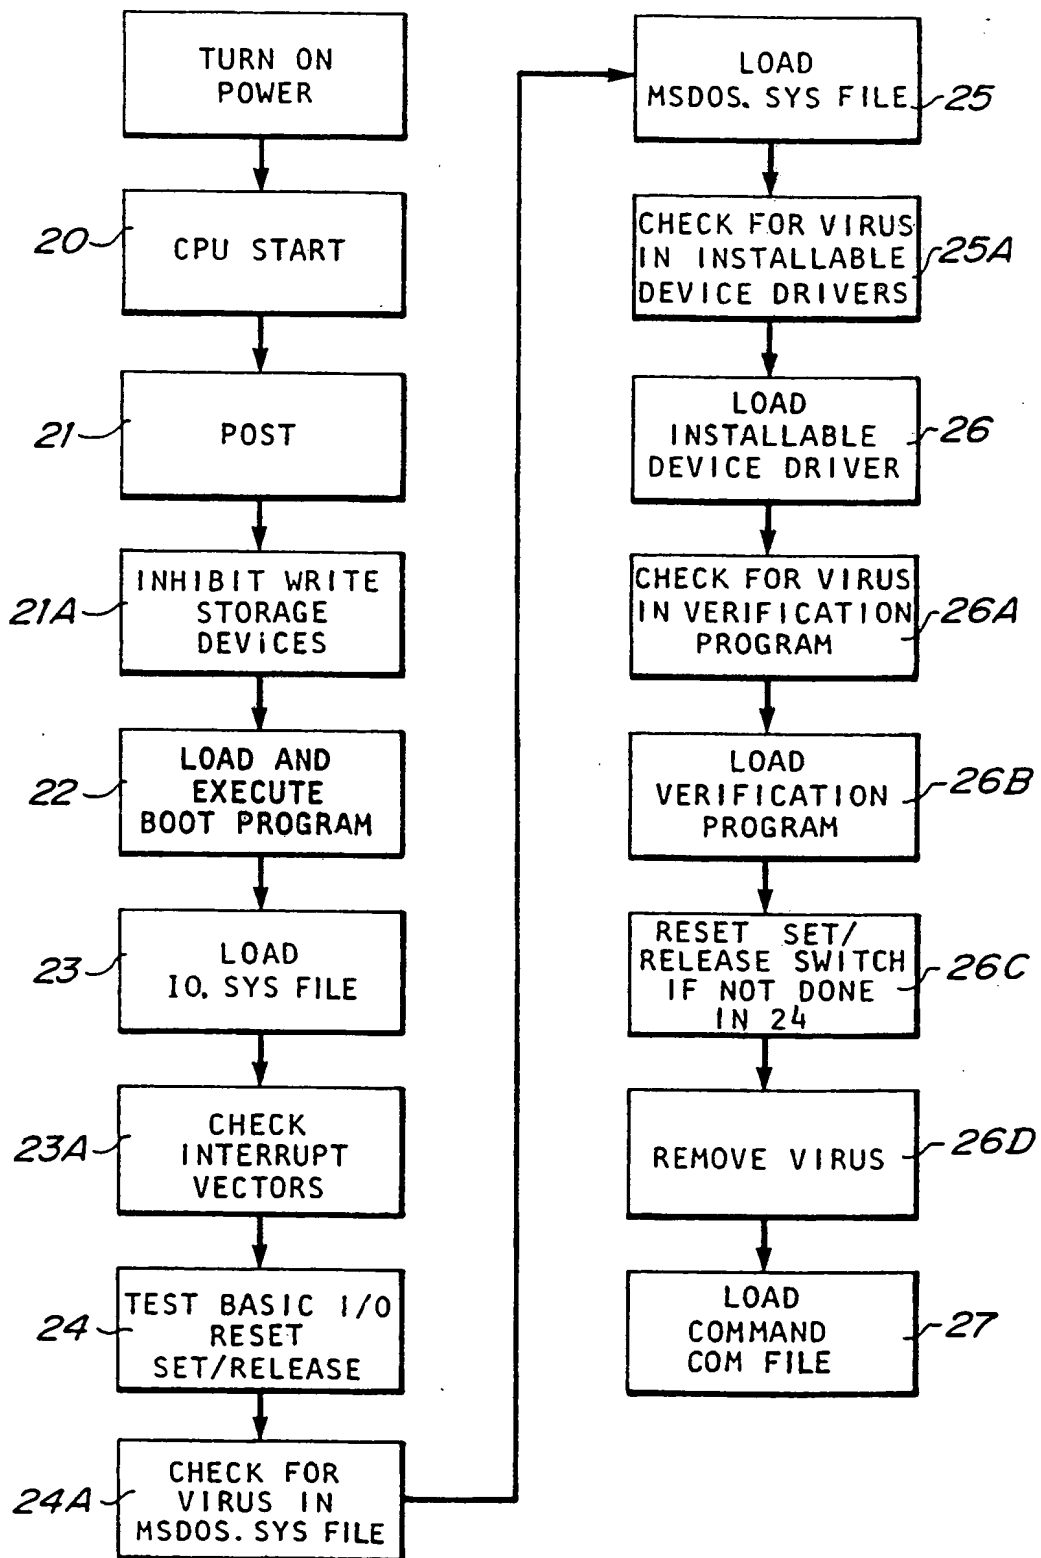 TURN ON
POWER
20
CPU START
21
POST
21A
INHIBIT WRITE
STORAGE
DEVICES
22
LOAD AND
EXECUTE
BOOT PROGRAM
23
LOAD
IO. SYS FILE
23A
CHECK
INTERRUPT
VECTORS
24
TEST BASIC I/O
RESET
SET/RELEASE
24A
CHECK FOR
VIRUS IN
MSDOS. SYS FILE
LOAD
MSDOS. SYS FILE
25
CHECK FOR VIRUS
IN INSTALLABLE
DEVICE DRIVERS
25A
LOAD
INSTALLABLE
DEVICE DRIVER
26
CHECK FOR VIRUS
IN VERIFICATION
PROGRAM
26A
LOAD
VERIFICATION
PROGRAM
26B
RESET SET/
RELEASE SWITCH
IF NOT DONE
IN 24
26C
REMOVE VIRUS
26D
LOAD
COMMAND
COM FILE
27